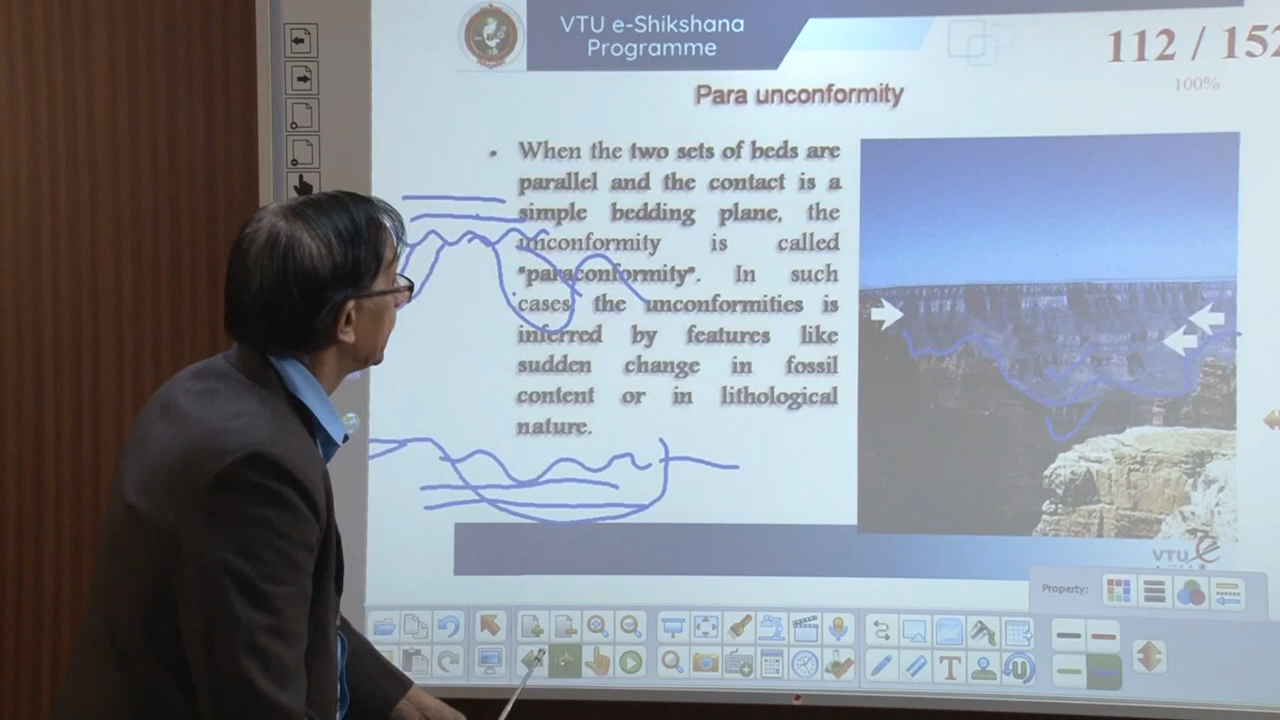 VTU e-Shikshana
Programme
112 / 152
100%
Para unconformity
• When the two sets of beds are
parallel and the contact is a
simple bedding plane, the
unconformity is called
"paraconformity". In such
cases, the unconformities is
inferred by features like
sudden change in fossil
content or in lithological
nature.
VTU e
Property:
T